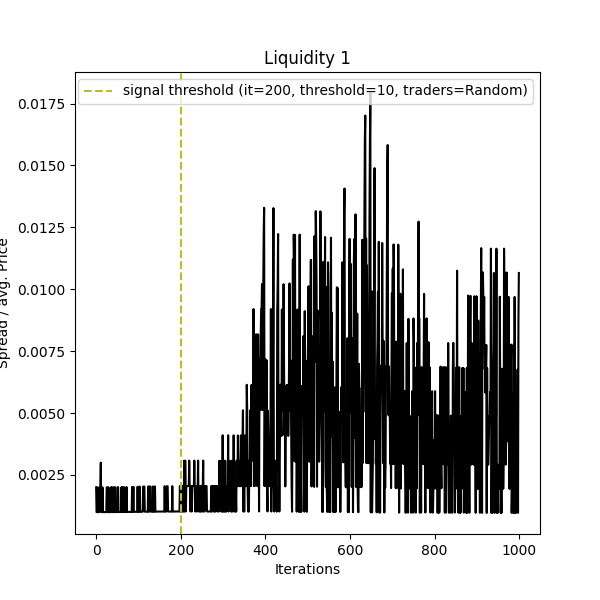 Liquidity 1
signal threshold (it=200, threshold=10, traders=Random)
0.0175
0.0150
0.0125
0.0100
0.0075
0.0050
0.0025
Spread / avg. Price
0 200 400 600 800 1000
Iterations